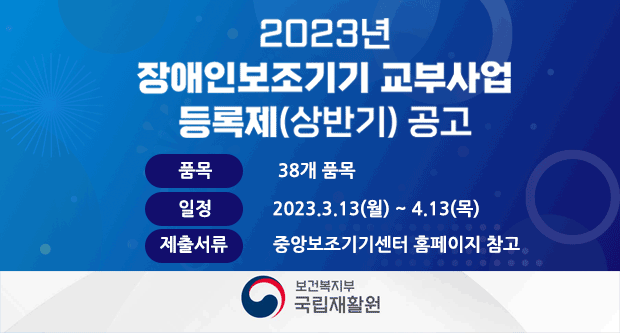 2023년
장애인보조기기 교부사업
등록제(상반기) 공고
품목 38개 품목
일정 2023.3.13(월) ~ 4.13(목)
제출서류 중앙보조기기센터 홈페이지 참고
보건복지부
국립재활원